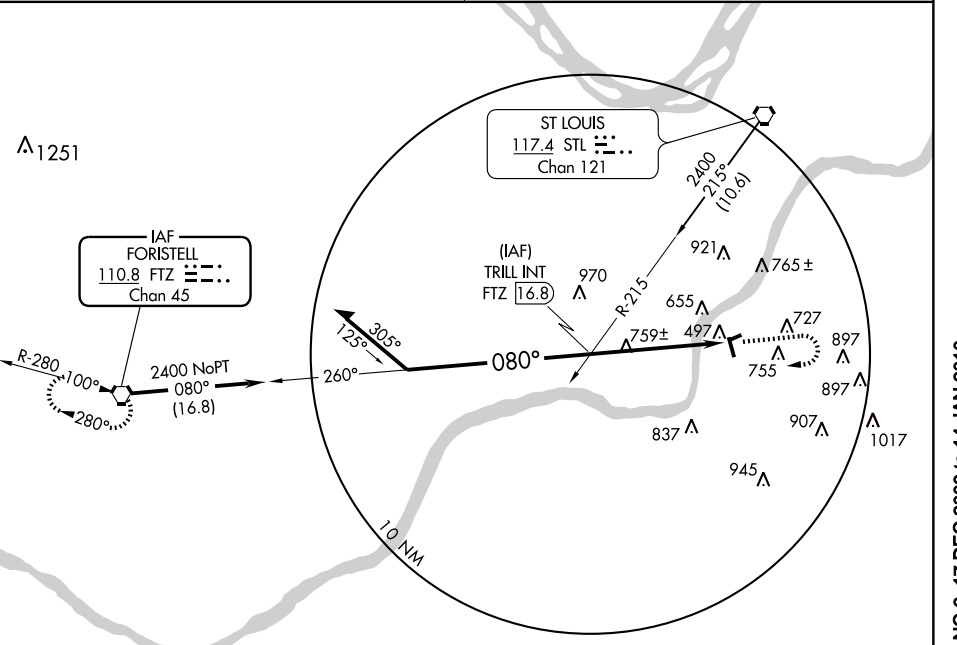 1251
ST LOUIS
117.4 STL
Chan 121
2400
215°
(10.6)
IAF
FORISTELL
110.8 FTZ
Chan 45
(IAF)
TRILL INT
FTZ 16.8
970
921
765±
R-215
655
759±
497
727
897
305°
125°
080°
755
897
R-280
100°
280°
2400 NoPT
080°
(16.8)
260°
837
907
1017
945
10 NM